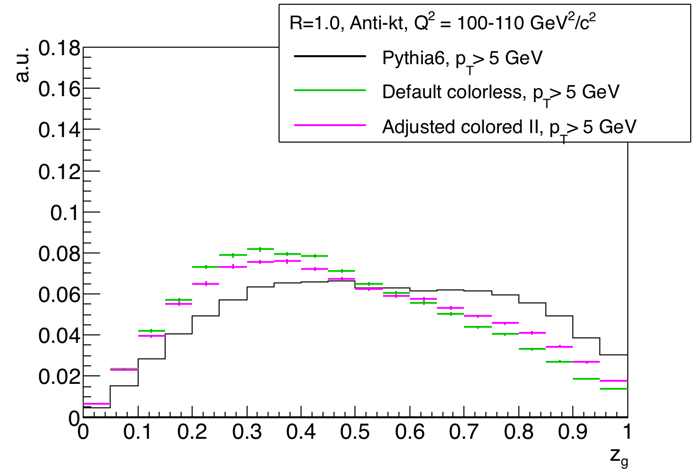 R=1.0, Anti-kt, Q² = 100-110 GeV²/c²
Pythia6, p_T> 5 GeV
Default colorless, p_T> 5 GeV
Adjusted colored II, p_T> 5 GeV
a.u.
0.18
0.16
0.14
0.12
0.1
0.08
0.06
0.04
0.02
0
0 0.1 0.2 0.3 0.4 0.5 0.6 0.7 0.8 0.9 1
z_g